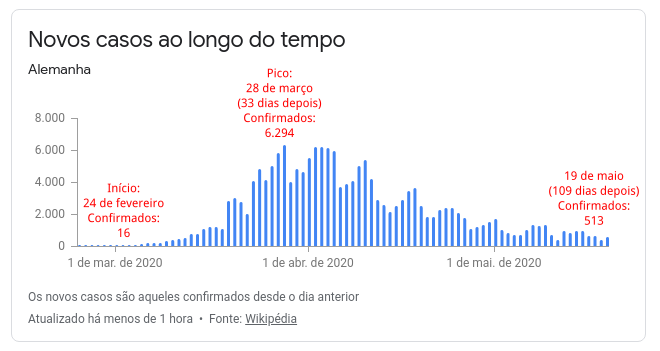 Novos casos ao longo do tempo
Alemanha
Pico:
28 de março
(33 dias depois)
Confirmados:
6.294
8.000
6.000
4.000
2.000
0
Início:
24 de fevereiro
Confirmados:
16
19 de maio
(109 dias depois)
Confirmados:
513
1 de mar. de 2020
1 de abr. de 2020
1 de mai. de 2020
Os novos casos são aqueles confirmados desde o dia anterior
Atualizado há menos de 1 hora • Fonte: Wikipédia